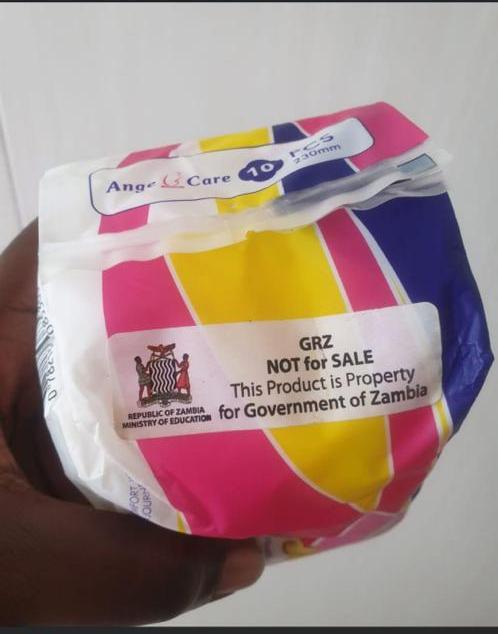 Ange Care 10 PCS
230mm
GRZ
NOT for SALE
This Product is Property
for Government of Zambia
REPUBLIC OF ZAMBIA
MINISTRY OF EDUCATION